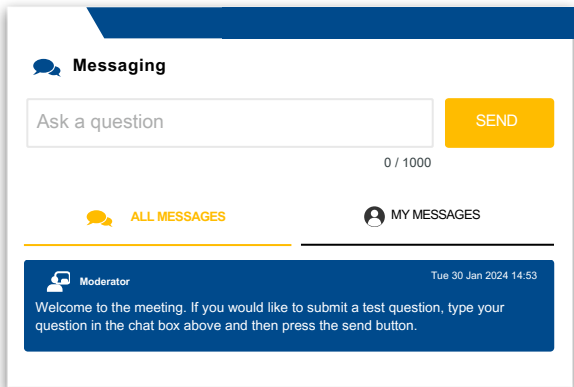 Messaging
Ask a question
SEND
0 / 1000
ALL MESSAGES
MY MESSAGES
Moderator
Tue 30 Jan 2024 14:53
Welcome to the meeting. If you would like to submit a test question, type your
question in the chat box above and then press the send button.